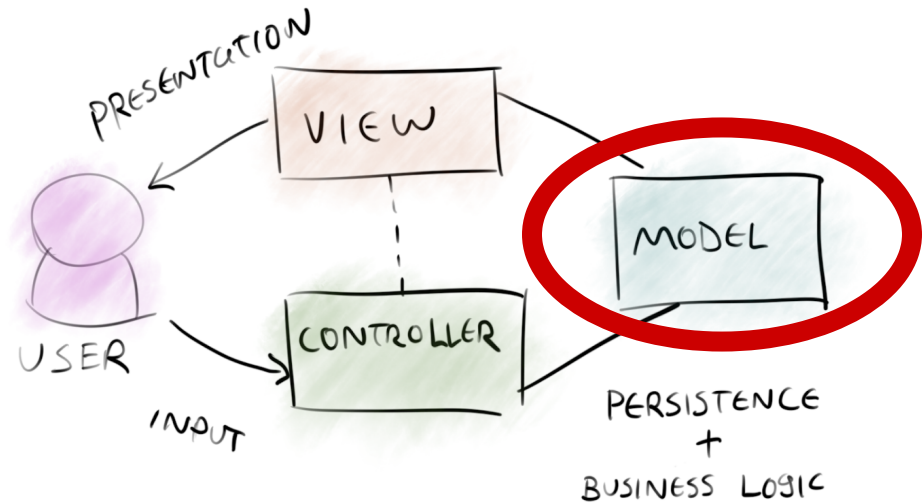 PRESENTATION
VIEW
MODEL
CONTROLLER
USER
INPUT
PERSISTENCE
+
BUSINESS LOGIC